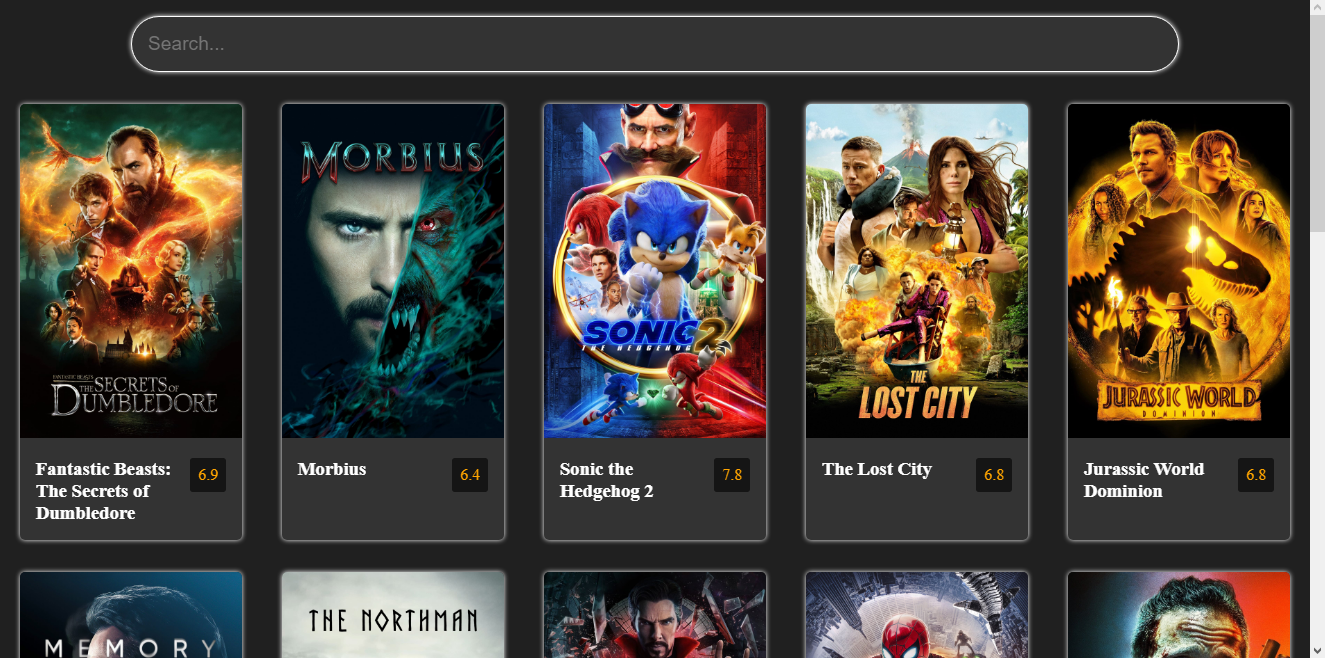 Search...
FANTASTIC BEASTS
THE SECRETS OF
DUMBLEDORE
MORBIUS
SONIC 2
THE HEDGEHOG
THE
LOST CITY
JURASSIC WORLD
DOMINION
Fantastic Beasts:
The Secrets of
Dumbledore
6.9
Morbius
6.4
Sonic the
Hedgehog 2
7.8
The Lost City
6.8
Jurassic World
Dominion
6.8
MEMORY
THE NORTHMAN